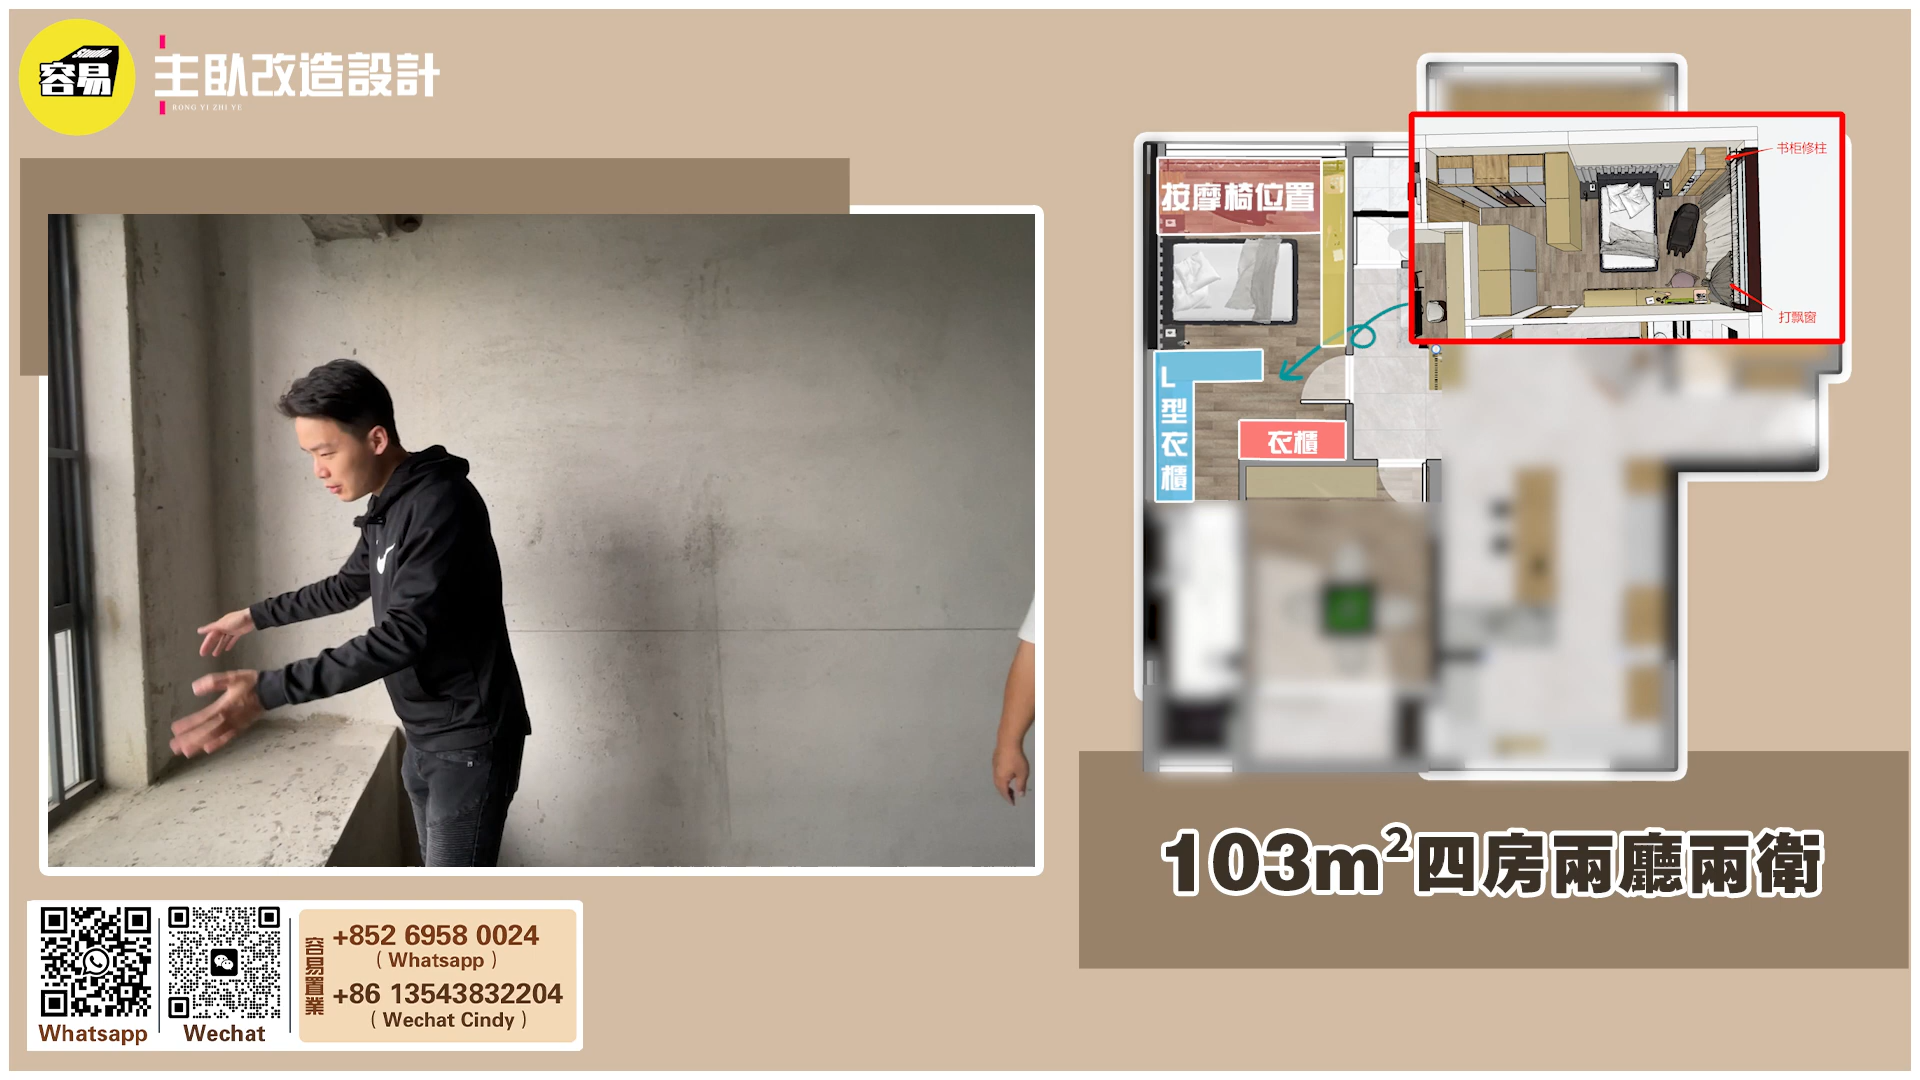 Studio
容易
主臥改造設計
RONG YI ZHI YE
按摩椅位置
书柜修柱
打飘窗
L型衣櫃
衣櫃
103m²四房兩廳兩衛
Whatsapp
Wechat
容易置業
+852 6958 0024
( Whatsapp )
+86 13543832204
( Wechat Cindy )